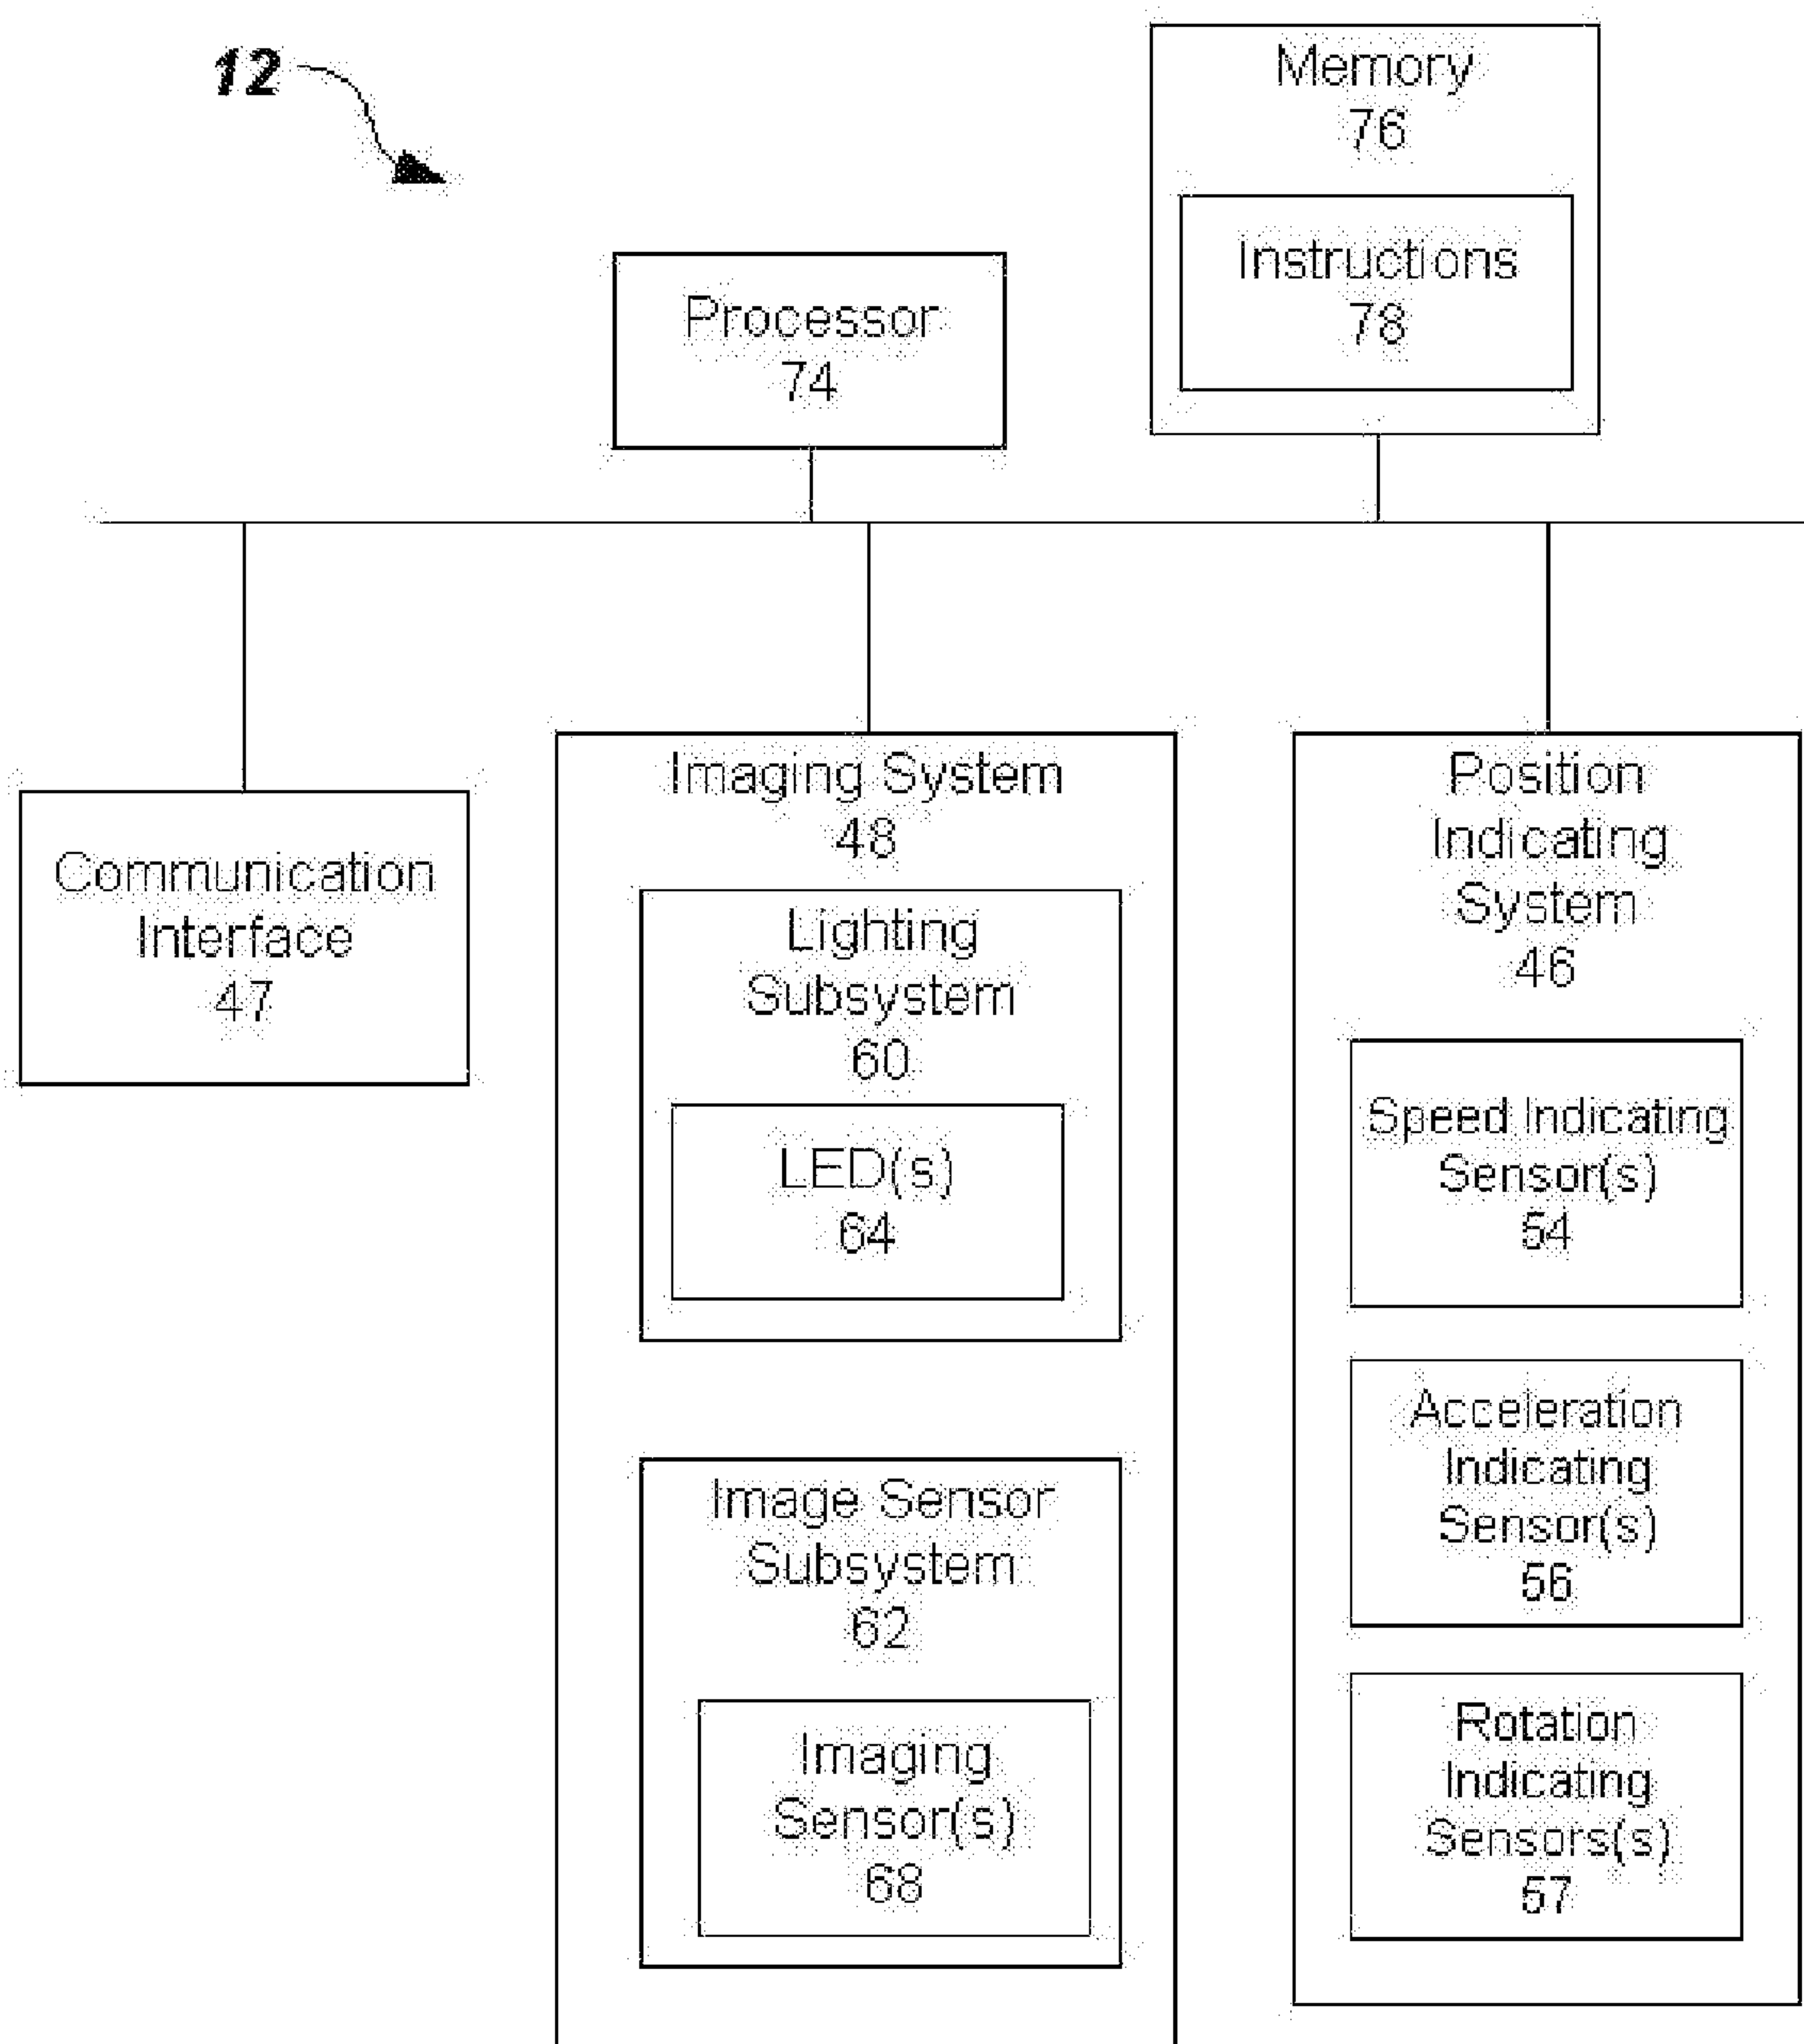 12
Memory
76
Instructions
78
Processor
74
Communication
Interface
47
Imaging System
48
Lighting
Subsystem
60
LED(s)
64
Image Sensor
Subsystem
62
Imaging
Sensor(s)
68
Position
Indicating
System
46
Speed Indicating
Sensor(s)
54
Acceleration
Indicating
Sensor(s)
56
Rotation
Indicating
Sensors(s)
57